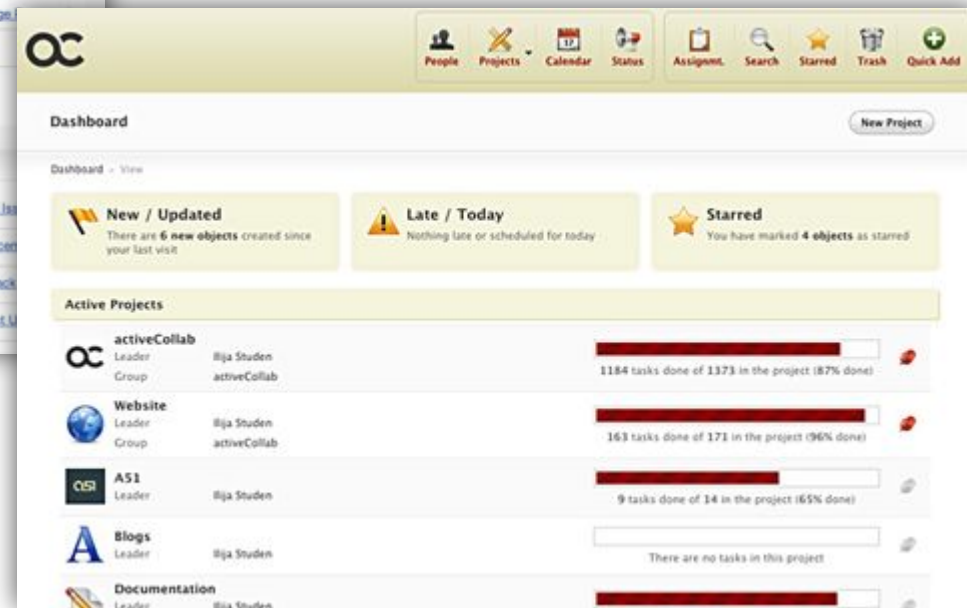 People Projects Calendar 17 Status Assignmt. Search Starred Trash Quick Add
Dashboard New Project
Dashboard » View
New / Updated
There are 6 new objects created since
your last visit
Late / Today
Nothing late or scheduled for today
Starred
You have marked 4 objects as starred
Active Projects
activeCollab
Leader Ilija Studen
Group activeCollab
1184 tasks done of 1373 in the project (87% done)
Website
Leader Ilija Studen
Group activeCollab
163 tasks done of 171 in the project (96% done)
A51
A51
Leader Ilija Studen
9 tasks done of 14 in the project (65% done)
A
Blogs
Leader Ilija Studen
There are no tasks in this project
Documentation
Leader Ilija Studen